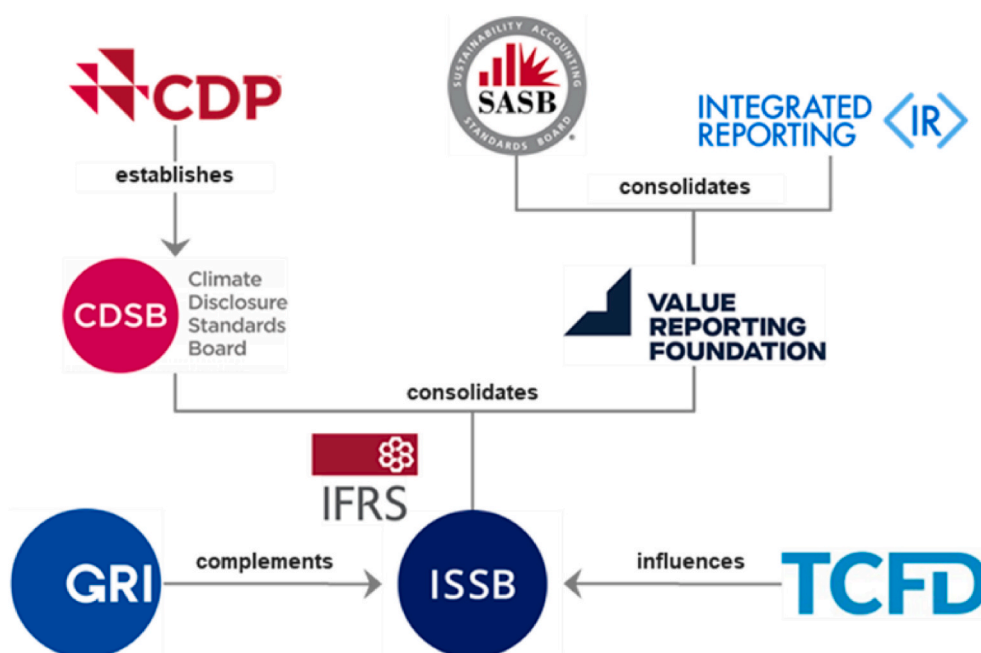 CDP
SUSTAINABILITY ACCOUNTING
SASB
STANDARDS BOARD
®
INTEGRATED
REPORTING
<IR>
establishes
consolidates
CDSB
Climate
Disclosure
Standards
Board
VALUE
REPORTING
FOUNDATION
consolidates
IFRS
GRI
complements
ISSB
influences
TCFD